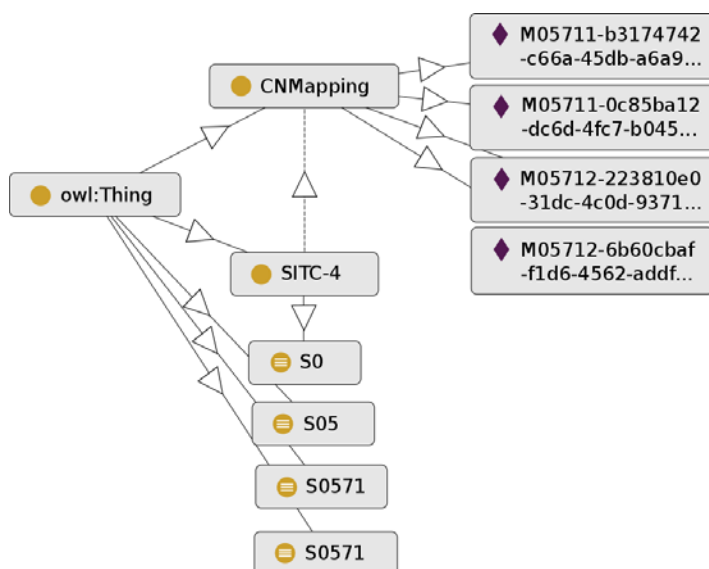 M05711-b3174742
-c66a-45db-a6a9...
CNMapping
M05711-0c85ba12
-dc6d-4fc7-b045...
owl:Thing
M05712-223810e0
-31dc-4c0d-9371...
SITC-4
M05712-6b60cbaf
-f1d6-4562-addf...
S0
S05
S0571
S0571